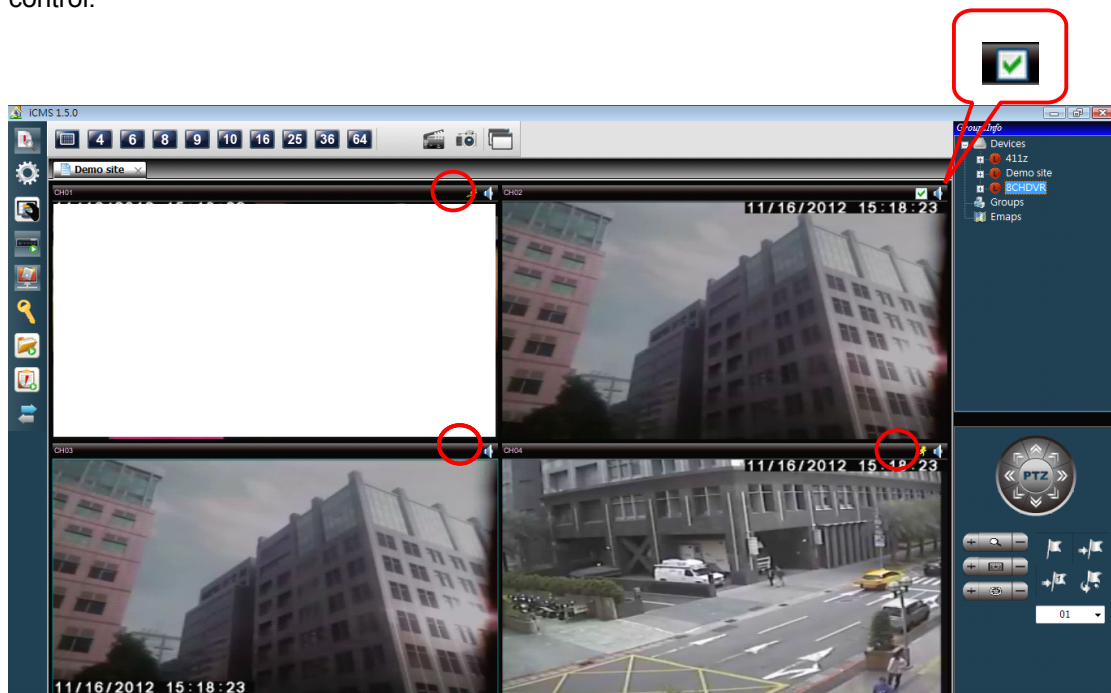 control.
iCMS 1.5.0
4 6 8 9 10 16 25 36 64
GroupInfo
Demo site
Devices
411z
Demo site
8CHDVR
Groups
Emaps
CH01
CH02
11/16/2012 15:18:23
CH03
CH04
11/16/2012 15:18:23
PTZ
01
11/16/2012 15:18:23